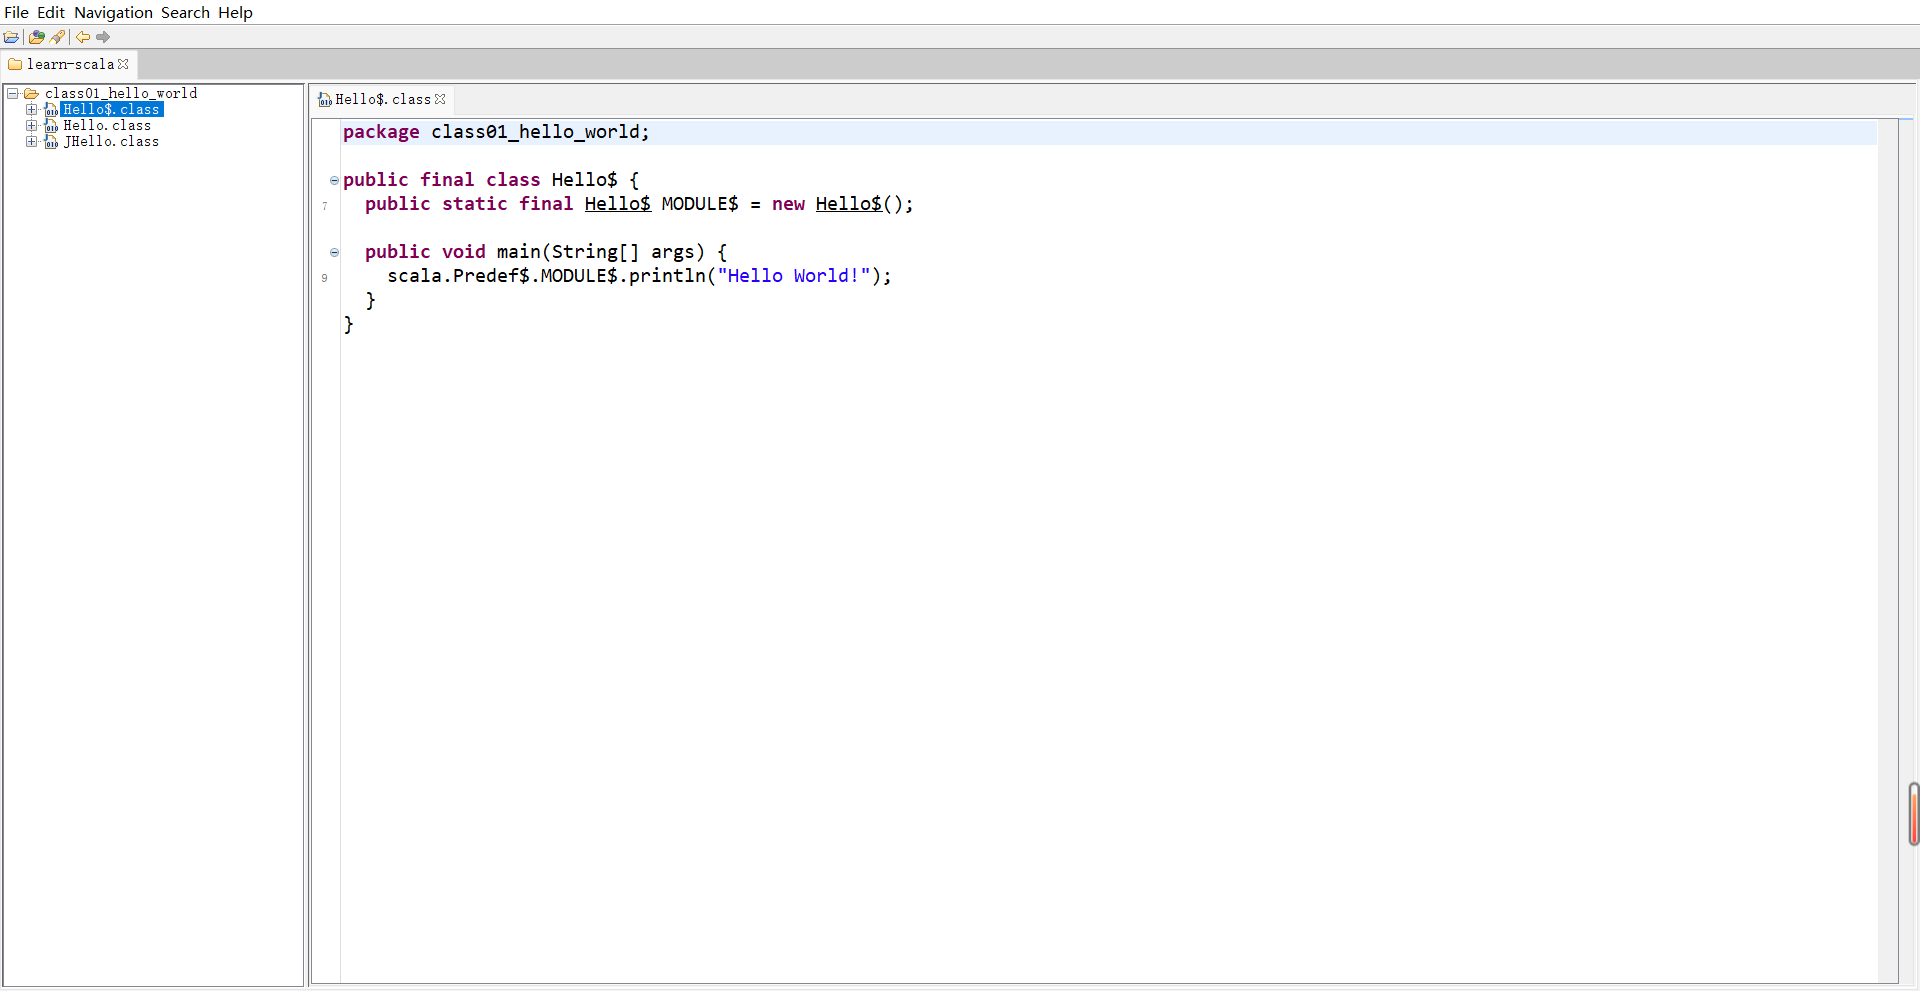 File Edit Navigation Search Help
learn-scala
class01_hello_world
Hello$.class
Hello.class
JHello.class
Hello$.class
package class01_hello_world;
public final class Hello$ {
7 public static final Hello$ MODULE$ = new Hello$();
public void main(String[] args) {
9 scala.Predef$.MODULE$.println("Hello World!");
}
}